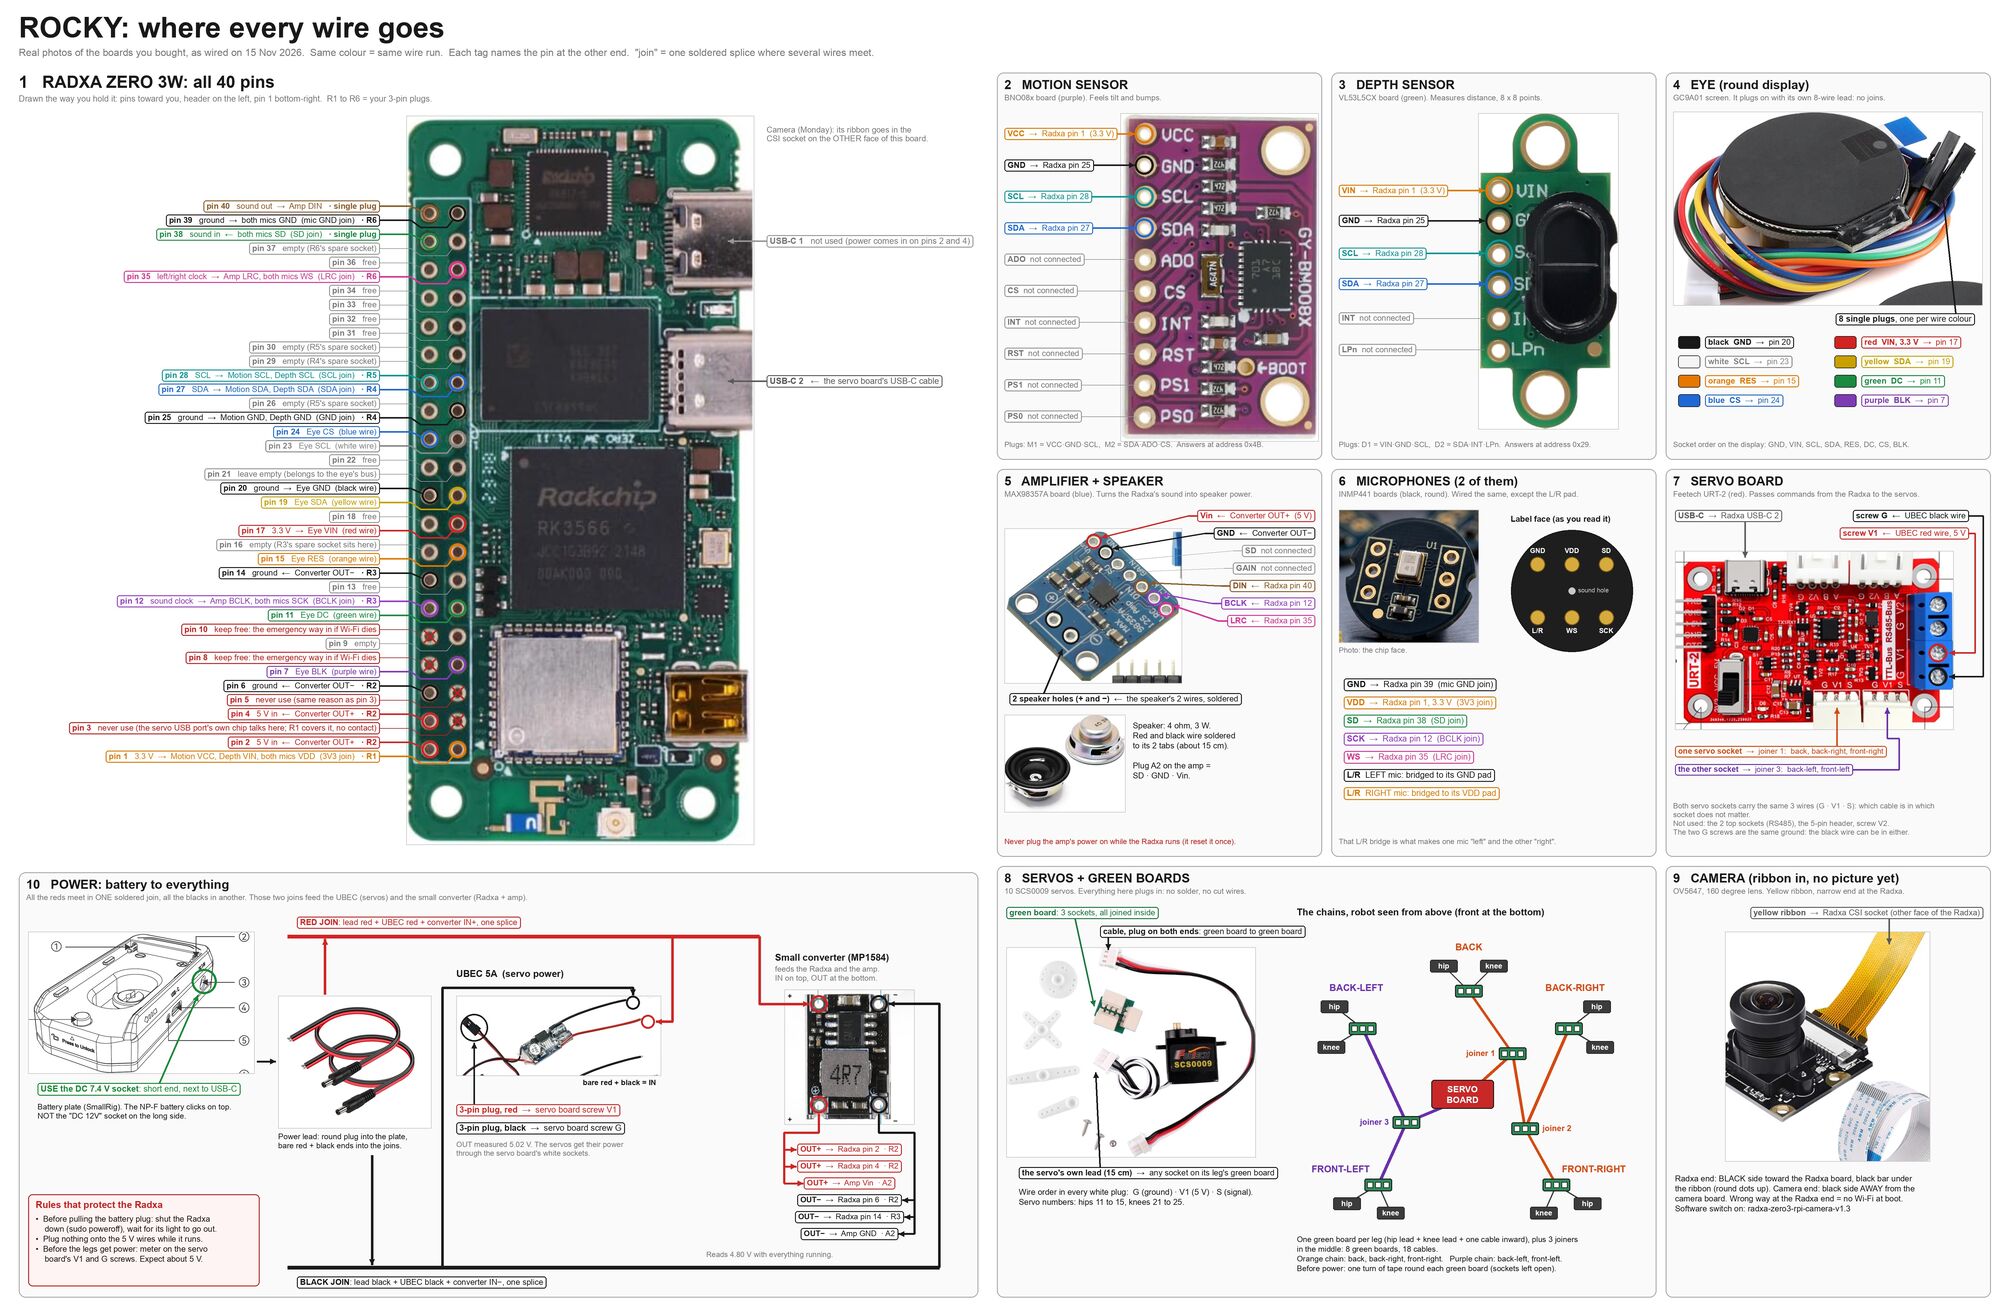 ROCKY: where every wire goes
Real photos of the boards you bought, as wired on 15 Nov 2026. Same colour = same wire run. Each tag names the pin at the other end. "join" = one soldered splice where several wires meet.
1 RADXA ZERO 3W: all 40 pins
Drawn the way you hold it: pins toward you, header on the left, pin 1 bottom-right. R1 to R6 = your 3-pin plugs.
Camera (Monday): its ribbon goes in the
CSI socket on the OTHER face of this board.
pin 40 sound out → Amp DIN · single plug
pin 39 ground → both mics GND (mic GND join) · R6
pin 38 sound in ← both mics SD (SD join) · single plug
pin 37 empty (R6's spare socket)
pin 36 free
pin 35 left/right clock → Amp LRC, both mics WS (LRC join) · R6
pin 34 free
pin 33 free
pin 32 free
pin 31 free
pin 30 empty (R5's spare socket)
pin 29 empty (R4's spare socket)
pin 28 SCL → Motion SCL, Depth SCL (SCL join) · R5
pin 27 SDA → Motion SDA, Depth SDA (SDA join) · R4
pin 26 empty (R5's spare socket)
pin 25 ground → Motion GND, Depth GND (GND join) · R4
pin 24 Eye CS (blue wire)
pin 23 Eye SCL (white wire)
pin 22 free
pin 21 leave empty (belongs to the eye's bus)
pin 20 ground → Eye GND (black wire)
pin 19 Eye SDA (yellow wire)
pin 18 free
pin 17 3.3 V → Eye VIN (red wire)
pin 16 empty (R3's spare socket sits here)
pin 15 Eye RES (orange wire)
pin 14 ground ← Converter OUT− · R3
pin 13 free
pin 12 sound clock → Amp BCLK, both mics SCK (BCLK join) · R3
pin 11 Eye DC (green wire)
pin 10 keep free: the emergency way in if Wi-Fi dies
pin 9 empty
pin 8 keep free: the emergency way in if Wi-Fi dies
pin 7 Eye BLK (purple wire)
pin 6 ground ← Converter OUT− · R2
pin 5 never use (same reason as pin 3)
pin 4 5 V in ← Converter OUT+ · R2
pin 3 never use (the servo USB port's own chip talks here; R1 covers it, no contact)
pin 2 5 V in ← Converter OUT+ · R2
pin 1 3.3 V → Motion VCC, Depth VIN, both mics VDD (3V3 join) · R1
Rockchip
ZERO 3W V1.11
Rockchip
RK3566
USB-C 1 not used (power comes in on pins 2 and 4)
USB-C 2 ← the servo board's USB-C cable
2 MOTION SENSOR
BNO08x board (purple). Feels tilt and bumps.
VCC → Radxa pin 1 (3.3 V)
GND → Radxa pin 25
SCL → Radxa pin 28
SDA → Radxa pin 27
ADO not connected
CS not connected
INT not connected
RST not connected
PS1 not connected
PS0 not connected
VCC
GND
SCL
SDA
ADO
CS
INT
RST
PS1
PS0
472
472
472
A647N
GY-BNO08X
BOOT
Plugs: M1 = VCC·GND·SCL, M2 = SDA·ADO·CS. Answers at address 0x4B.
3 DEPTH SENSOR
VL53L5CX board (green). Measures distance, 8 x 8 points.
VIN → Radxa pin 1 (3.3 V)
GND → Radxa pin 25
SCL → Radxa pin 28
SDA → Radxa pin 27
INT not connected
LPn not connected
VIN
LPn
Plugs: D1 = VIN·GND·SCL, D2 = SDA·INT·LPn. Answers at address 0x29.
4 EYE (round display)
GC9A01 screen. It plugs on with its own 8-wire lead: no joins.
8 single plugs, one per wire colour
black GND → pin 20
red VIN, 3.3 V → pin 17
white SCL → pin 23
yellow SDA → pin 19
orange RES → pin 15
green DC → pin 11
blue CS → pin 24
purple BLK → pin 7
Socket order on the display: GND, VIN, SCL, SDA, RES, DC, CS, BLK.
5 AMPLIFIER + SPEAKER
MAX98357A board (blue). Turns the Radxa's sound into speaker power.
Vin ← Converter OUT+ (5 V)
GND ← Converter OUT−
SD not connected
GAIN not connected
DIN ← Radxa pin 40
BCLK ← Radxa pin 12
LRC ← Radxa pin 35
2 speaker holes (+ and −) ← the speaker's 2 wires, soldered
Speaker: 4 ohm, 3 W.
Red and black wire soldered
to its 2 tabs (about 15 cm).
Plug A2 on the amp =
SD · GND · Vin.
Never plug the amp's power on while the Radxa runs (it reset it once).
6 MICROPHONES (2 of them)
INMP441 boards (black, round). Wired the same, except the L/R pad.
U1
Photo: the chip face.
Label face (as you read it)
GND VDD SD
sound hole
L/R WS SCK
GND → Radxa pin 39 (mic GND join)
VDD → Radxa pin 1, 3.3 V (3V3 join)
SD → Radxa pin 38 (SD join)
SCK → Radxa pin 12 (BCLK join)
WS → Radxa pin 35 (LRC join)
L/R LEFT mic: bridged to its GND pad
L/R RIGHT mic: bridged to its VDD pad
That L/R bridge is what makes one mic "left" and the other "right".
7 SERVO BOARD
Feetech URT-2 (red). Passes commands from the Radxa to the servos.
USB-C → Radxa USB-C 2
screw G ← UBEC black wire
screw V1 ← UBEC red wire, 5 V
URT-2
TTL-Bus RS485-Bus
G V1 S G V1 S
one servo socket → joiner 1: back, back-right, front-right
the other socket → joiner 3: back-left, front-left
Both servo sockets carry the same 3 wires (G · V1 · S): which cable is in which
socket does not matter.
Not used: the 2 top sockets (RS485), the 5-pin header, screw V2.
The two G screws are the same ground: the black wire can be in either.
10 POWER: battery to everything
All the reds meet in ONE soldered join, all the blacks in another. Those two joins feed the UBEC (servos) and the small converter (Radxa + amp).
RED JOIN: lead red + UBEC red + converter IN+, one splice
1
2
3
4
5
Press to Unlock
USE the DC 7.4 V socket: short end, next to USB-C
Battery plate (SmallRig). The NP-F battery clicks on top.
NOT the "DC 12V" socket on the long side.
Power lead: round plug into the plate,
bare red + black ends into the joins.
UBEC 5A (servo power)
bare red + black = IN
3-pin plug, red → servo board screw V1
3-pin plug, black → servo board screw G
OUT measured 5.02 V. The servos get their power
through the servo board's white sockets.
Small converter (MP1584)
feeds the Radxa and the amp.
IN on top, OUT at the bottom.
4R7
OUT+ → Radxa pin 2 · R2
OUT+ → Radxa pin 4 · R2
OUT+ → Amp Vin · A2
OUT− → Radxa pin 6 · R2
OUT− → Radxa pin 14 · R3
OUT− → Amp GND · A2
Reads 4.80 V with everything running.
Rules that protect the Radxa
• Before pulling the battery plug: shut the Radxa
down (sudo poweroff), wait for its light to go out.
• Plug nothing onto the 5 V wires while it runs.
• Before the legs get power: meter on the servo
board's V1 and G screws. Expect about 5 V.
BLACK JOIN: lead black + UBEC black + converter IN−, one splice
8 SERVOS + GREEN BOARDS
10 SCS0009 servos. Everything here plugs in: no solder, no cut wires.
green board: 3 sockets, all joined inside
cable, plug on both ends: green board to green board
SCS0009
the servo's own lead (15 cm) → any socket on its leg's green board
Wire order in every white plug: G (ground) · V1 (5 V) · S (signal).
Servo numbers: hips 11 to 15, knees 21 to 25.
The chains, robot seen from above (front at the bottom)
BACK
hip knee
BACK-LEFT
hip
knee
BACK-RIGHT
hip
knee
joiner 1
SERVO
BOARD
joiner 3
joiner 2
FRONT-LEFT
hip
knee
FRONT-RIGHT
hip
knee
One green board per leg (hip lead + knee lead + one cable inward), plus 3 joiners
in the middle: 8 green boards, 18 cables.
Orange chain: back, back-right, front-right. Purple chain: back-left, front-left.
Before power: one turn of tape round each green board (sockets left open).
9 CAMERA (ribbon in, no picture yet)
OV5647, 160 degree lens. Yellow ribbon, narrow end at the Radxa.
yellow ribbon → Radxa CSI socket (other face of the Radxa)
Radxa end: BLACK side toward the Radxa board, black bar under
the ribbon (round dots up). Camera end: black side AWAY from the
camera board. Wrong way at the Radxa end = no Wi-Fi at boot.
Software switch on: radxa-zero3-rpi-camera-v1.3